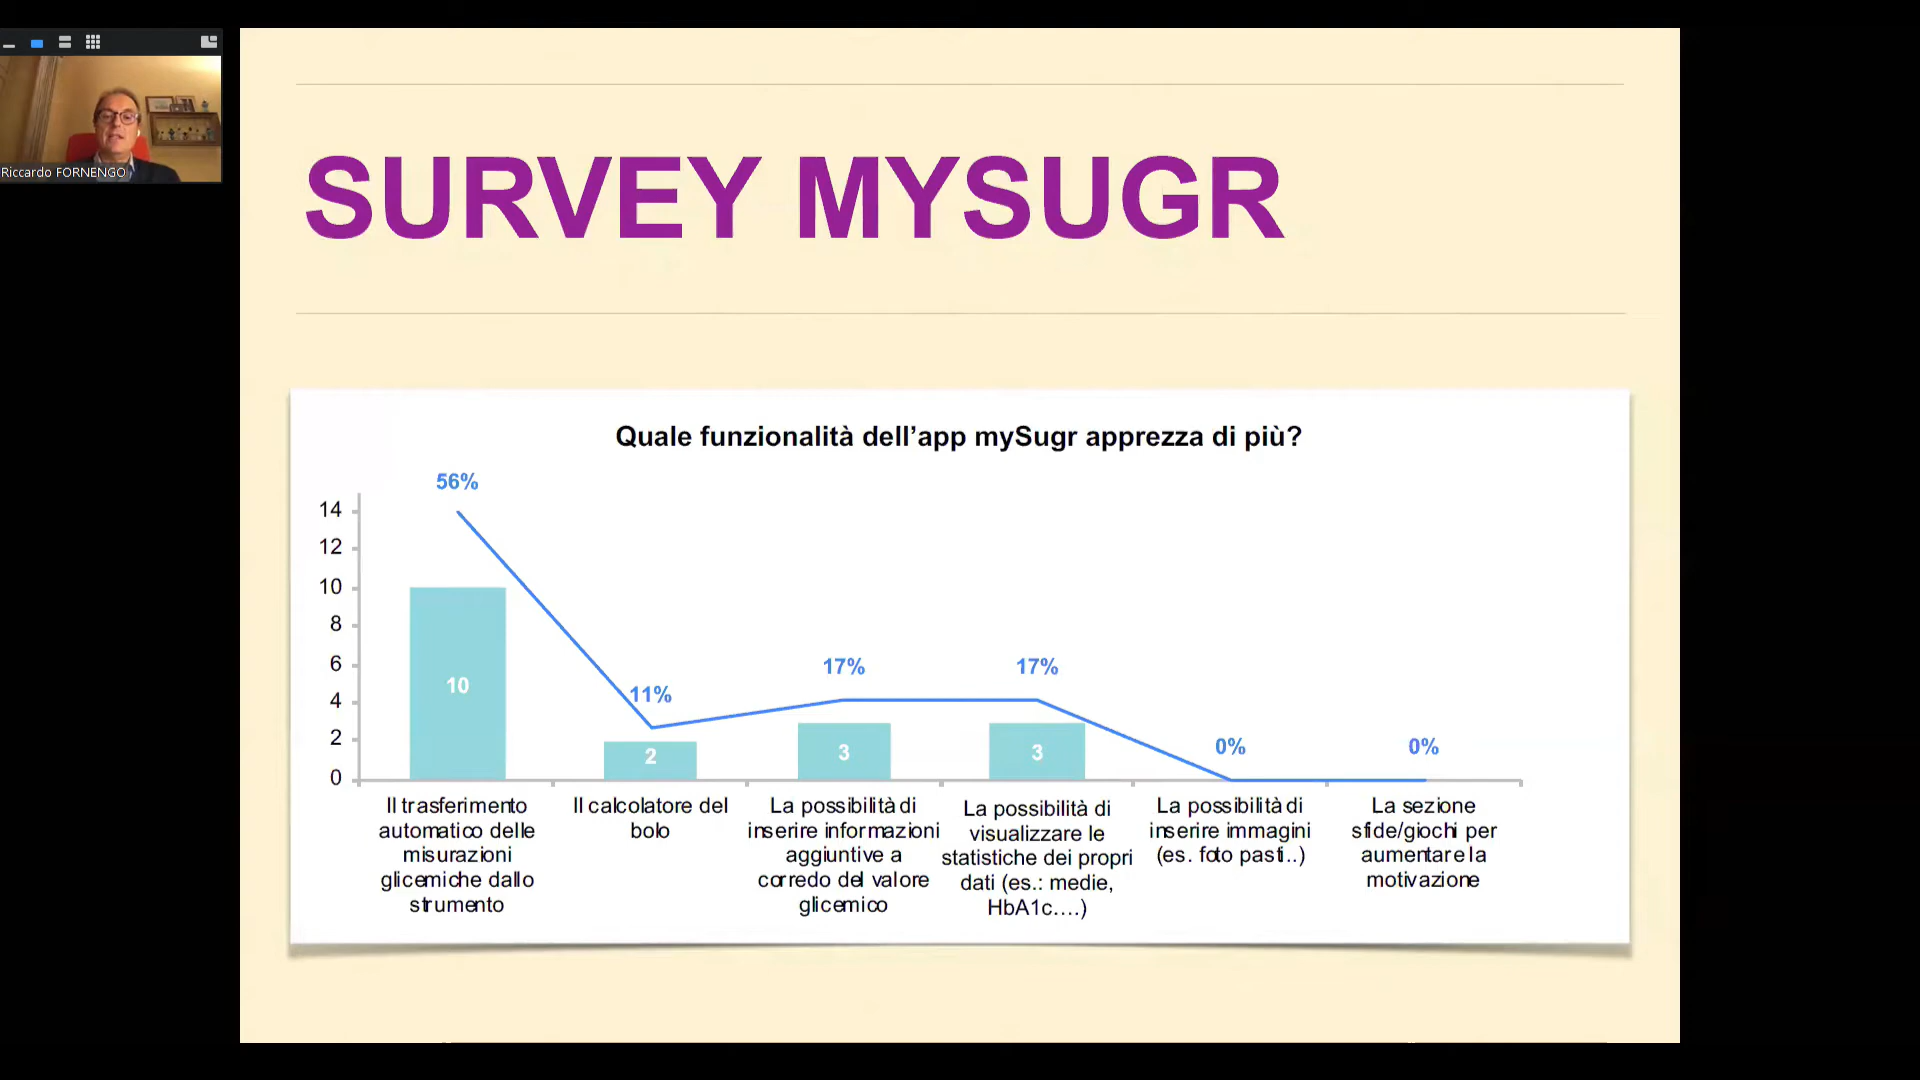 Riccardo FORNENGO
SURVEY MYSUGR
Quale funzionalità dell’app mySugr apprezza di più?
56%
14
12
10
8
6
4
2
0
10
11%
2
17%
3
17%
3
0%
0%
Il trasferimento
automatico delle
misurazioni
glicemiche dallo
strumento
Il calcolatore del
bolo
La possibilità di
inserire informazioni
aggiuntive a
corredo del valore
glicemico
La possibilità di
visualizzare le
statistiche dei propri
dati (es.: medie,
HbA1c….)
La possibilità di
inserire immagini
(es. foto pasti..)
La sezione
sfide/giochi per
aumentare la
motivazione